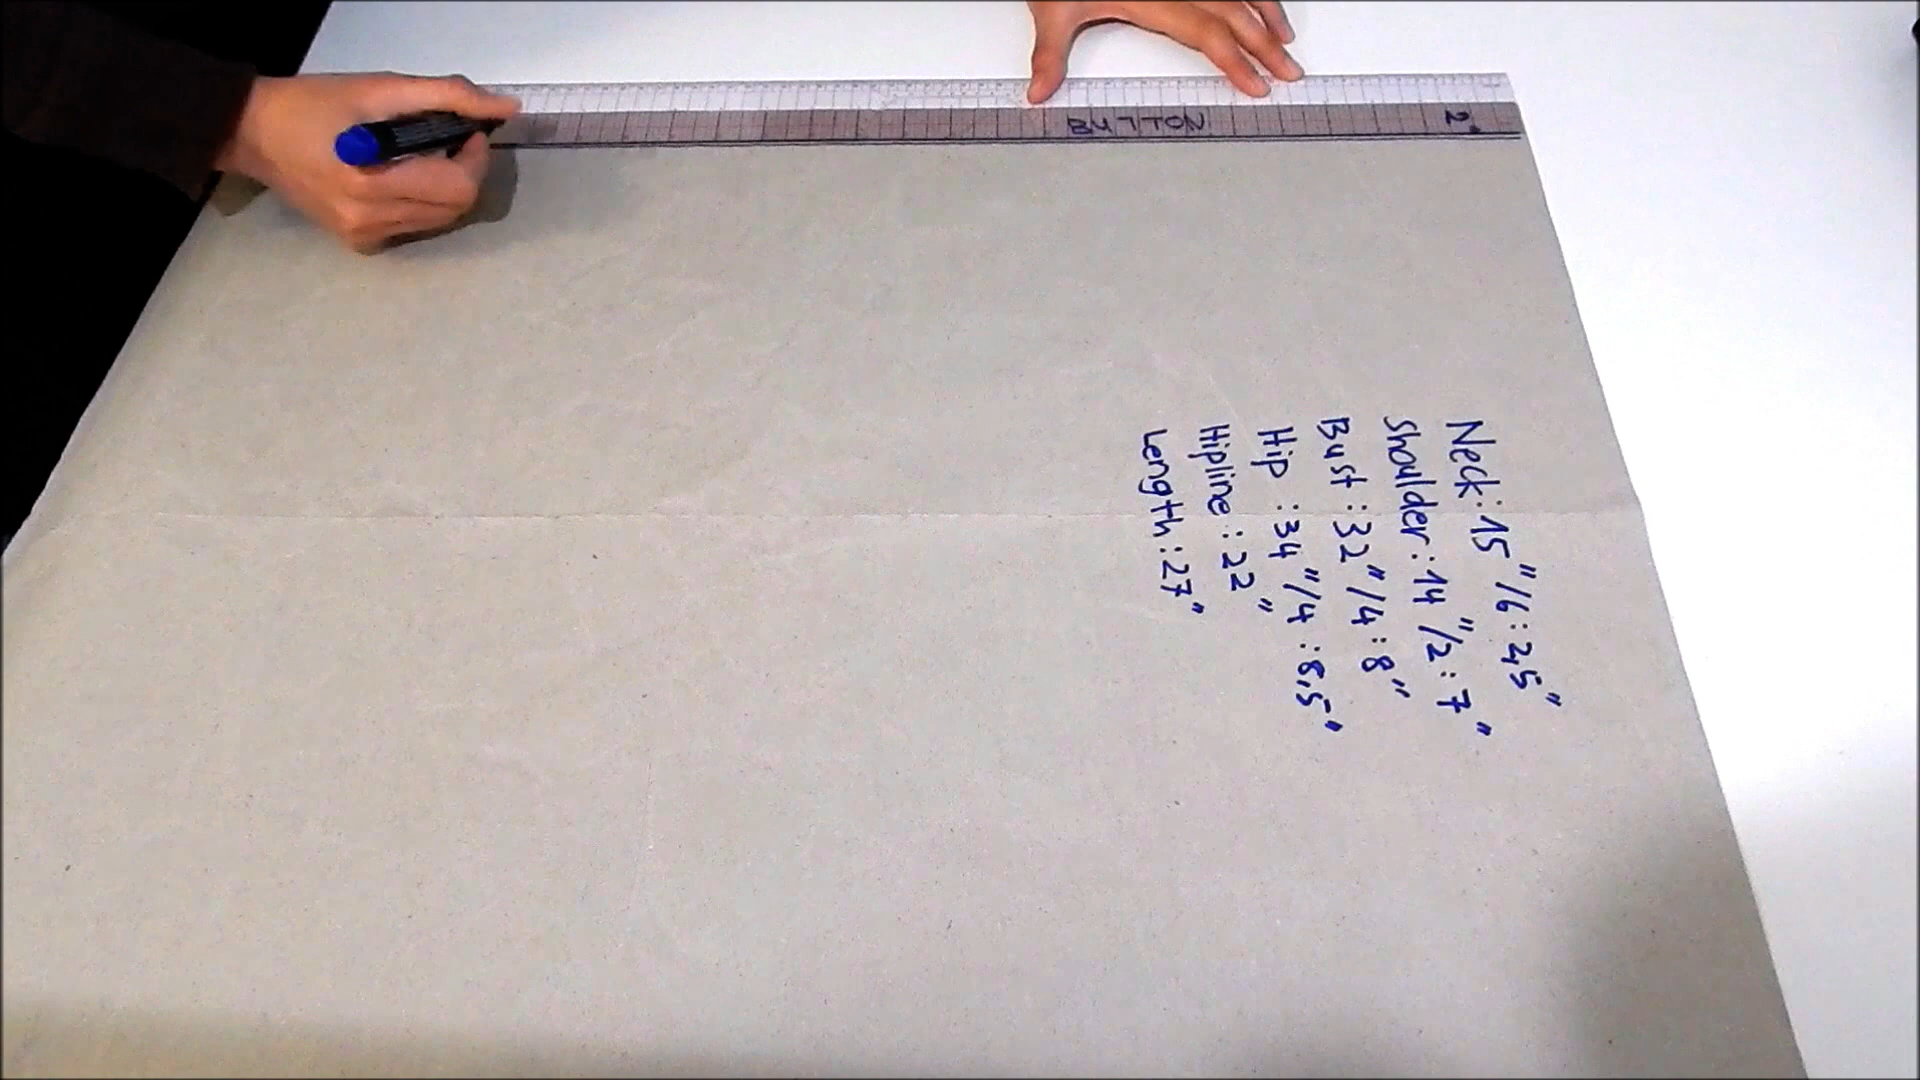 BUTTON
2"
Neck:15"/6:2,5"
Shoulder:14"/2:7"
Bust:32"/4:8"
Hip:34"/4:8,5"
Hipline:22"
Length:27"